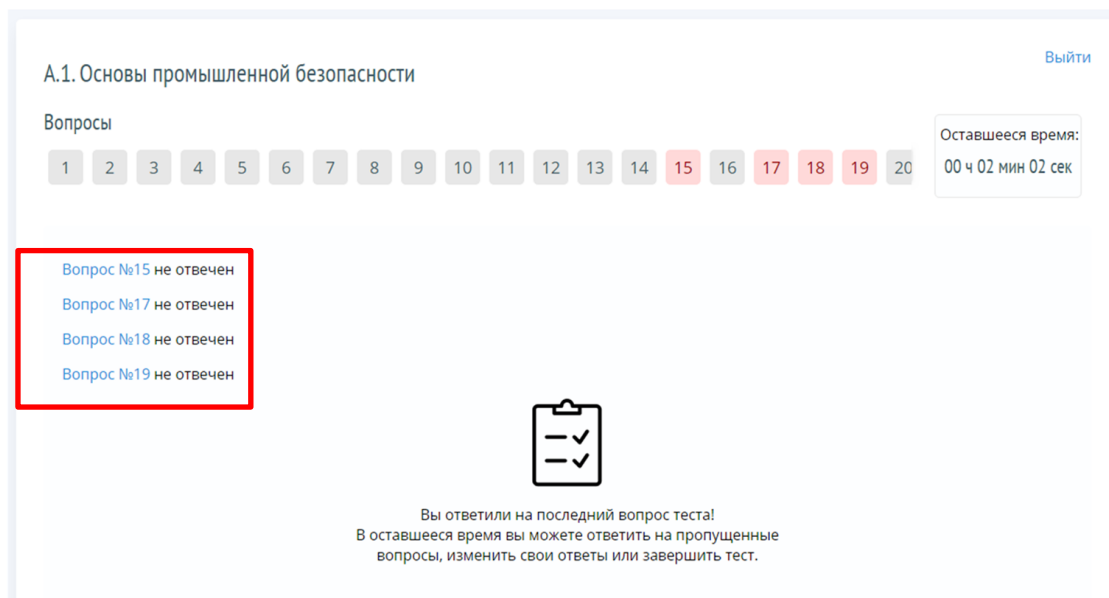 Выйти
А.1. Основы промышленной безопасности
Вопросы
Оставшееся время:
1 2 3 4 5 6 7 8 9 10 11 12 13 14 15 16 17 18 19 20
00 ч 02 мин 02 сек
Вопрос №15 не отвечен
Вопрос №17 не отвечен
Вопрос №18 не отвечен
Вопрос №19 не отвечен
Вы ответили на последний вопрос теста!
В оставшееся время вы можете ответить на пропущенные
вопросы, изменить свои ответы или завершить тест.